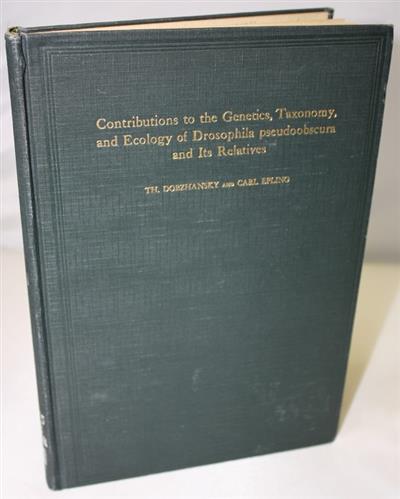 Contributions to the Genetics, Taxonomy,
and Ecology of Drosophila pseudoobscura
and Its Relatives
TH. DOBZHANSKY AND CARL EPLING